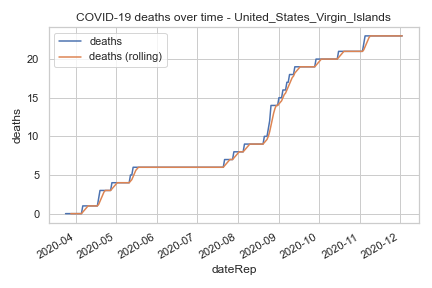 COVID-19 deaths over time - United_States_Virgin_Islands
deaths
deaths (rolling)
deaths
20
15
10
5
0
2020-04
2020-05
2020-06
2020-07
2020-08
2020-09
2020-10
2020-11
2020-12
dateRep